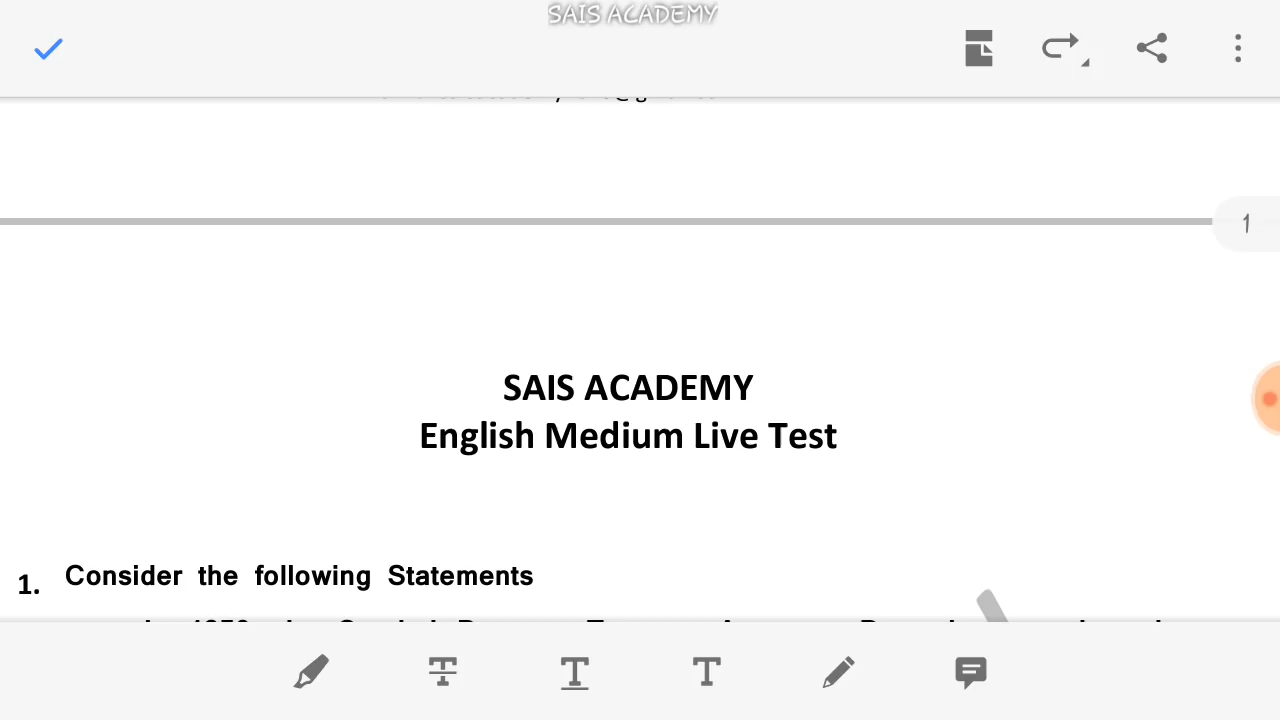 SAIS ACADEMY
1
SAIS ACADEMY
English Medium Live Test
1. Consider the following Statements